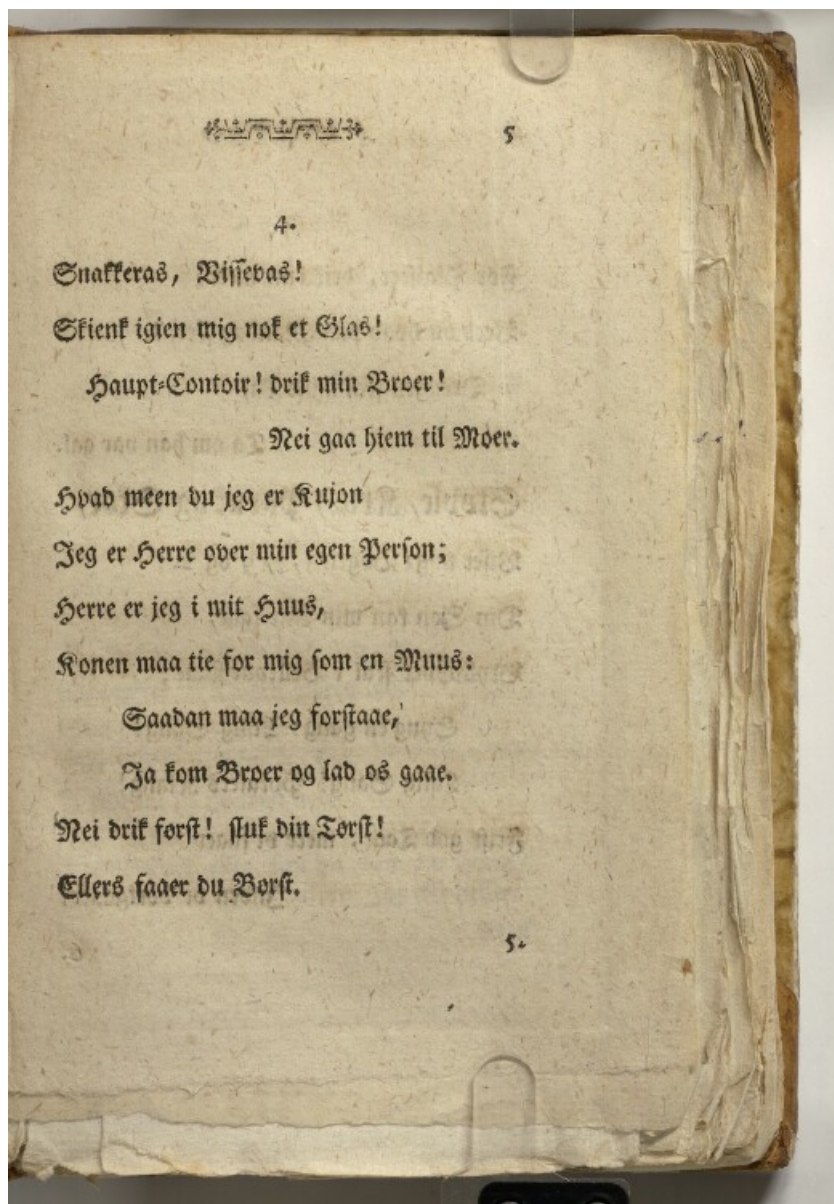 5
4.
Snakkeras, Vissevas!
Skienk igien mig nok et Glas!
Haupt-Contoir! drik min Broer!
Nei gaa hiem til Moer.
Hvad meen du jeg er Kujon
Jeg er Herre over min egen Person;
Herre er jeg i mit Huus,
Konen maa tie for mig som en Muus:
Saadan maa jeg forstaae,
Ja kom Broer og lad os gaae.
Nei drik først! sluk din Tørst!
Ellers faaer du Børst.
5.